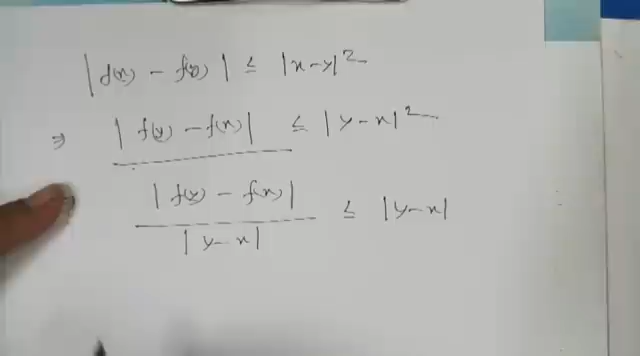 |f(x) - f(y)| ≤ |x-y|²
⇒ |f(y) - f(x)| ≤ |y-x|²
|f(y) - f(x)| / |y-x| ≤ |y-x|